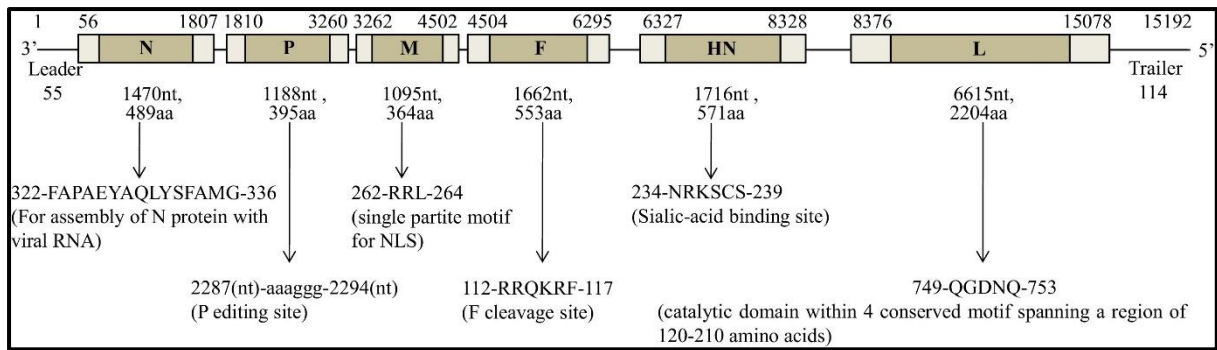 1 56 1807 1810 3260 3262 4502 4504 6295 6327 8328 8376 15078 15192
3’ N P M F HN L 5’
Leader Trailer
55 114
1470nt, 1188nt , 1095nt 1662nt 1716nt , 6615nt,
489aa 395aa 364aa 553aa 571aa 2204aa
322-FAPAEYAQLYSFAMG-336
(For assembly of N protein with
viral RNA)
262-RRL-264
(single partite motif
for NLS)
234-NRKSCS-239
(Sialic-acid binding site)
2287(nt)-aaaggg-2294(nt)
(P editing site)
112-RRQKRF-117
(F cleavage site)
749-QGDNQ-753
(catalytic domain within 4 conserved motif spanning a region of
120-210 amino acids)